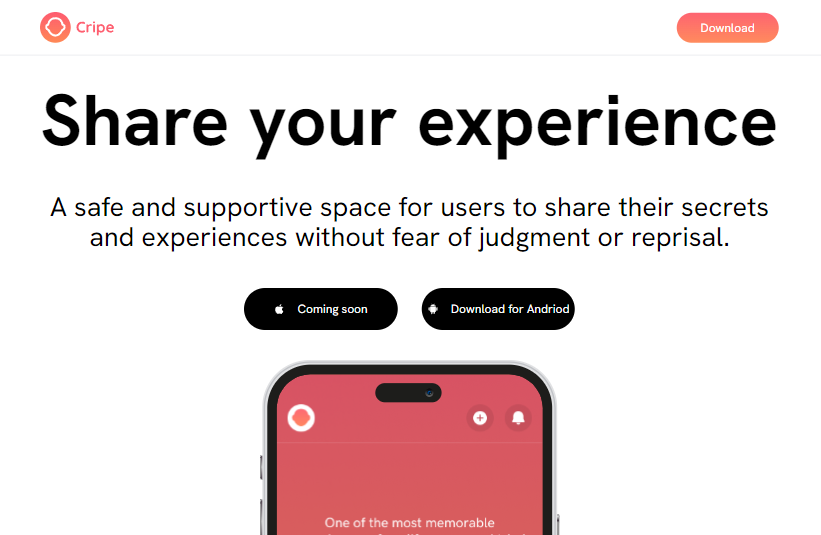 Cripe
Download
Share your experience
A safe and supportive space for users to share their secrets
and experiences without fear of judgment or reprisal.
Coming soon
Download for Andriod
One of the most memorable